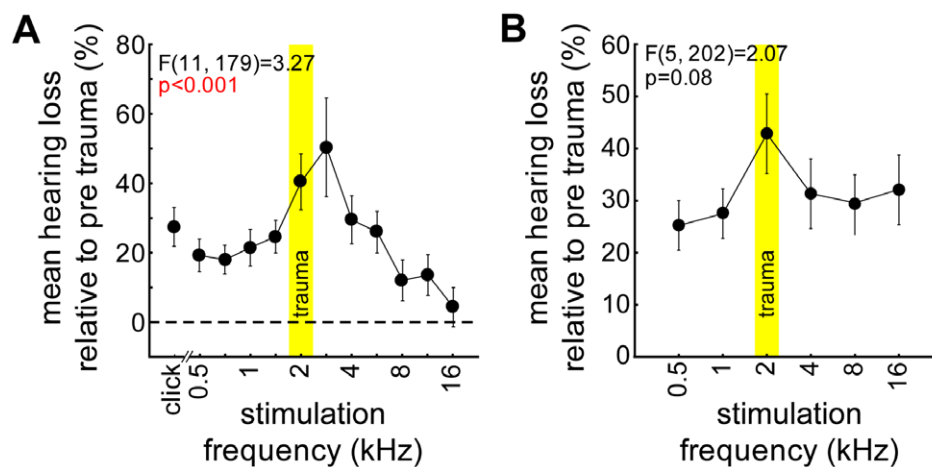 A
mean hearing loss
relative to pre trauma (%)
80
60
40
20
0
F(11, 179)=3.27
p<0.001
trauma
click
0.5
1
2
4
8
16
stimulation
frequency (kHz)
B
mean hearing loss
relative to pre trauma (%)
60
50
40
30
20
10
0
F(5, 202)=2.07
p=0.08
trauma
0.5
1
2
4
8
16
stimulation
frequency (kHz)